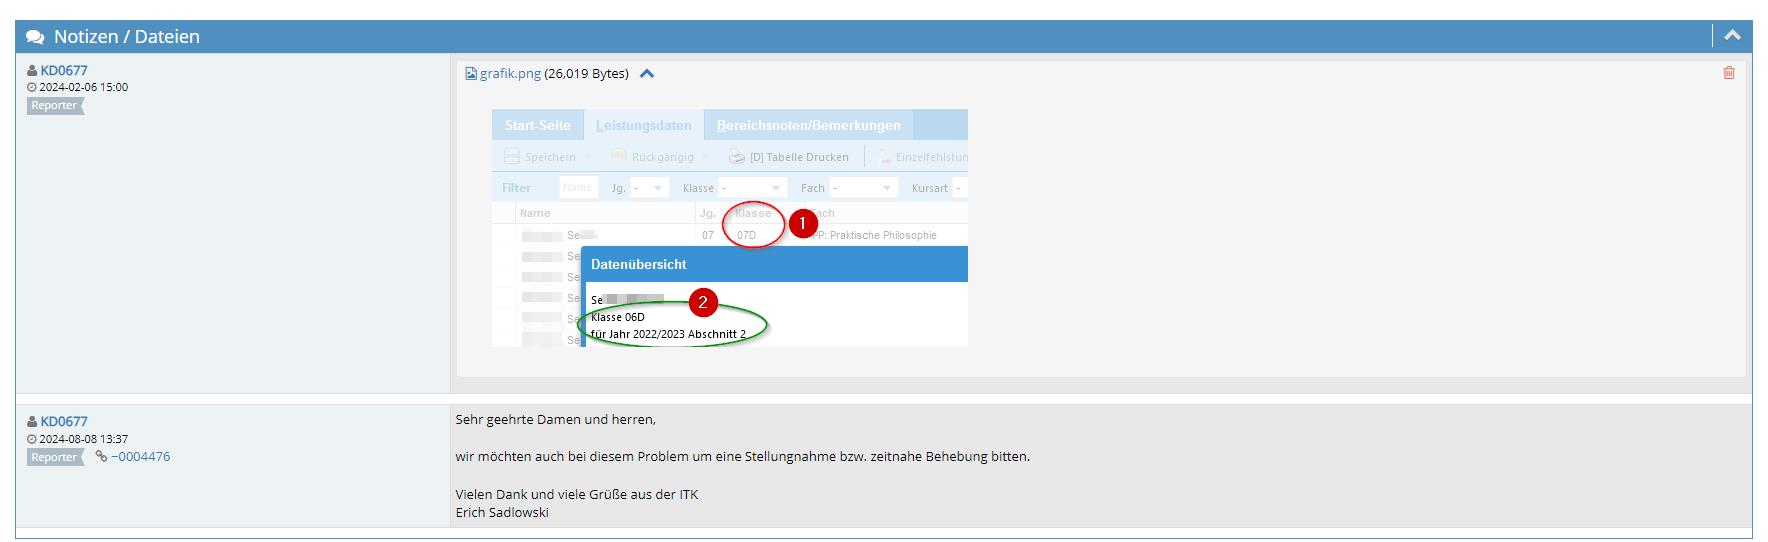 Notizen / Dateien
KD0677
2024-02-06 15:00
Reporter
grafik.png (26,019 Bytes)
Start-Seite Leistungsdaten Bereichsnoten/Bemerkungen
Speichern Rückgängig [D] Tabelle Drucken Einzelfehlstun
Filter Name Jg. - Klasse - Fach - Kursart -
Name Jg. Klasse Fach
1
Se 07 07D PP: Praktische Philosophie
Se
Se
Se
Se
Se
Datenübersicht
Se
2
Klasse 06D
für Jahr 2022/2023 Abschnitt 2
KD0677
2024-08-08 13:37
Reporter ~0004476
Sehr geehrte Damen und herren,
wir möchten auch bei diesem Problem um eine Stellungnahme bzw. zeitnahe Behebung bitten.
Vielen Dank und viele Grüße aus der ITK
Erich Sadlowski